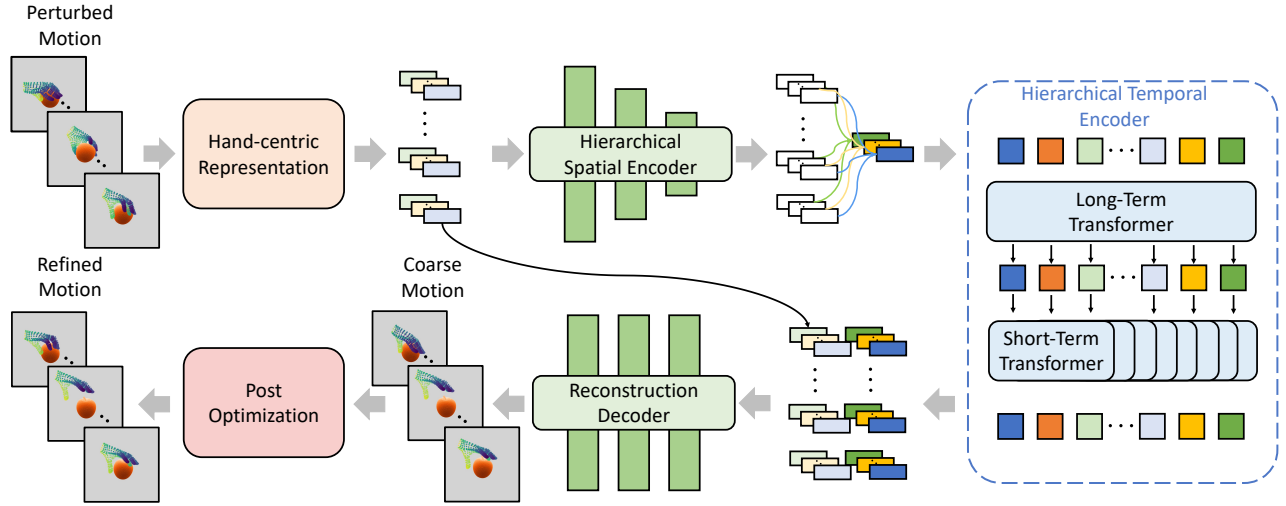 Perturbed
Motion
Hand-centric
Representation
Hierarchical
Spatial Encoder
Hierarchical Temporal
Encoder
Long-Term
Transformer
Short-Term
Transformer
Refined
Motion
Post
Optimization
Coarse
Motion
Reconstruction
Decoder